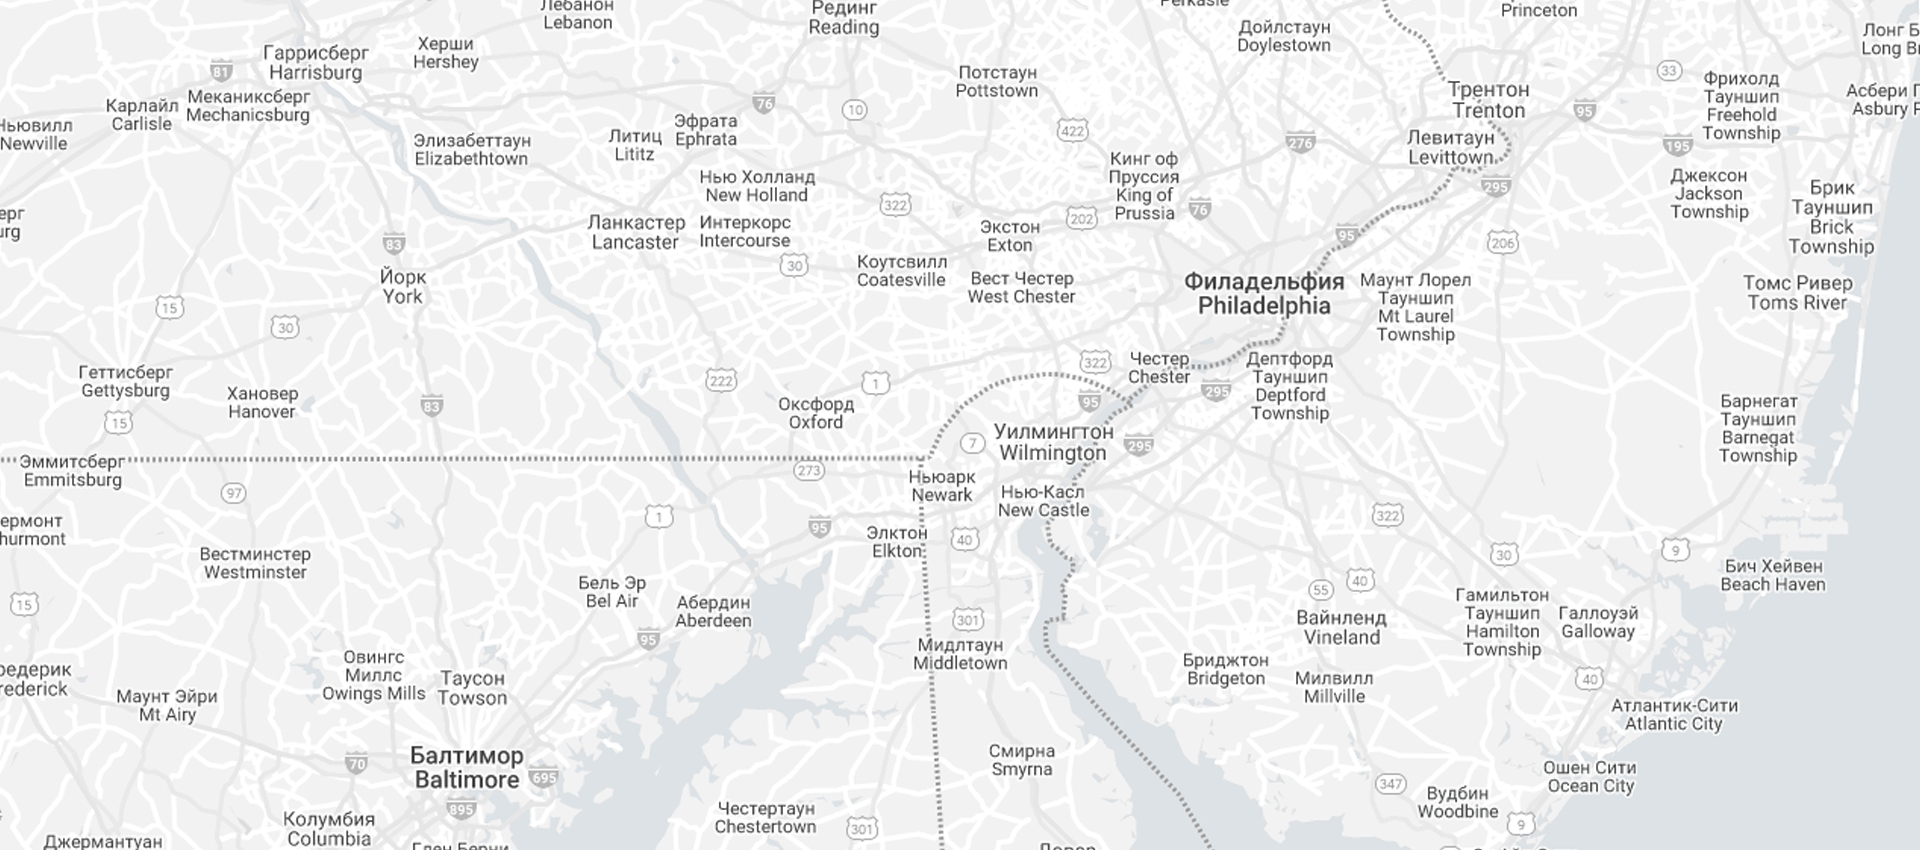 Лебанон
Lebanon
Рединг
Reading
Perkasie
Princeton
Гаррисберг
Harrisburg
Херши
Hershey
Дойлстаун
Doylestown
Long
81
Потстаун
Pottstown
33
Карлайл
Carlisle
Механиксберг
Mechanicsburg
76
10
Трентон
Trenton
95
Фрихолд
Тауншип
Freehold
Township
Асбери
Asbury
Ньювилл
Newville
Элизабеттаун
Elizabethtown
Литиц
Lititz
Эфрата
Ephrata
422
276
Левитаун
Levittown
195
Нью Холланд
New Holland
Кинг оф
Пруссия
King of
Prussia
295
Джексон
Jackson
Township
Брик
Тауншип
Brick
Township
322
202
76
Ланкастер
Lancaster
Интеркорс
Intercourse
Экстон
Exton
95
206
83
30
Йорк
York
Коутсвилл
Coatesville
Вест Честер
West Chester
Филадельфия
Philadelphia
Маунт Лорел
Тауншип
Mt Laurel
Township
Томс Ривер
Toms River
15
30
Геттисберг
Gettysburg
15
Хановер
Hanover
83
222
1
322
Честер
Chester
95
295
Дептфорд
Тауншип
Deptford
Township
Оксфорд
Oxford
Барнегат
Тауншип
Barnegat
Township
7
Уилмингтон
Wilmington
295
Эммитсберг
Emmitsburg
273
97
Ньюарк
Newark
Нью-Касл
New Castle
1
95
322
Элктон
Elkton
40
30
9
Вестминстер
Westminster
Бель Эр
Bel Air
Абердин
Aberdeen
Бич Хейвен
Beach Haven
15
95
301
55
40
Вайнленд
Vineland
Гамильтон
Тауншип
Hamilton
Township
Галлоуэй
Galloway
Мидлтаун
Middletown
Овингс
Миллс
Owings Mills
Таусон
Towson
Бриджтон
Bridgeton
Милвилл
Millville
40
Маунт Эйри
Mt Airy
Атлантик-Сити
Atlantic City
70
Балтимор
Baltimore
695
895
Смирна
Smyrna
347
Ошен Сити
Ocean City
Вудбин
Woodbine
9
Колумбия
Columbia
Честертаун
Chestertown
301
Джермантуан